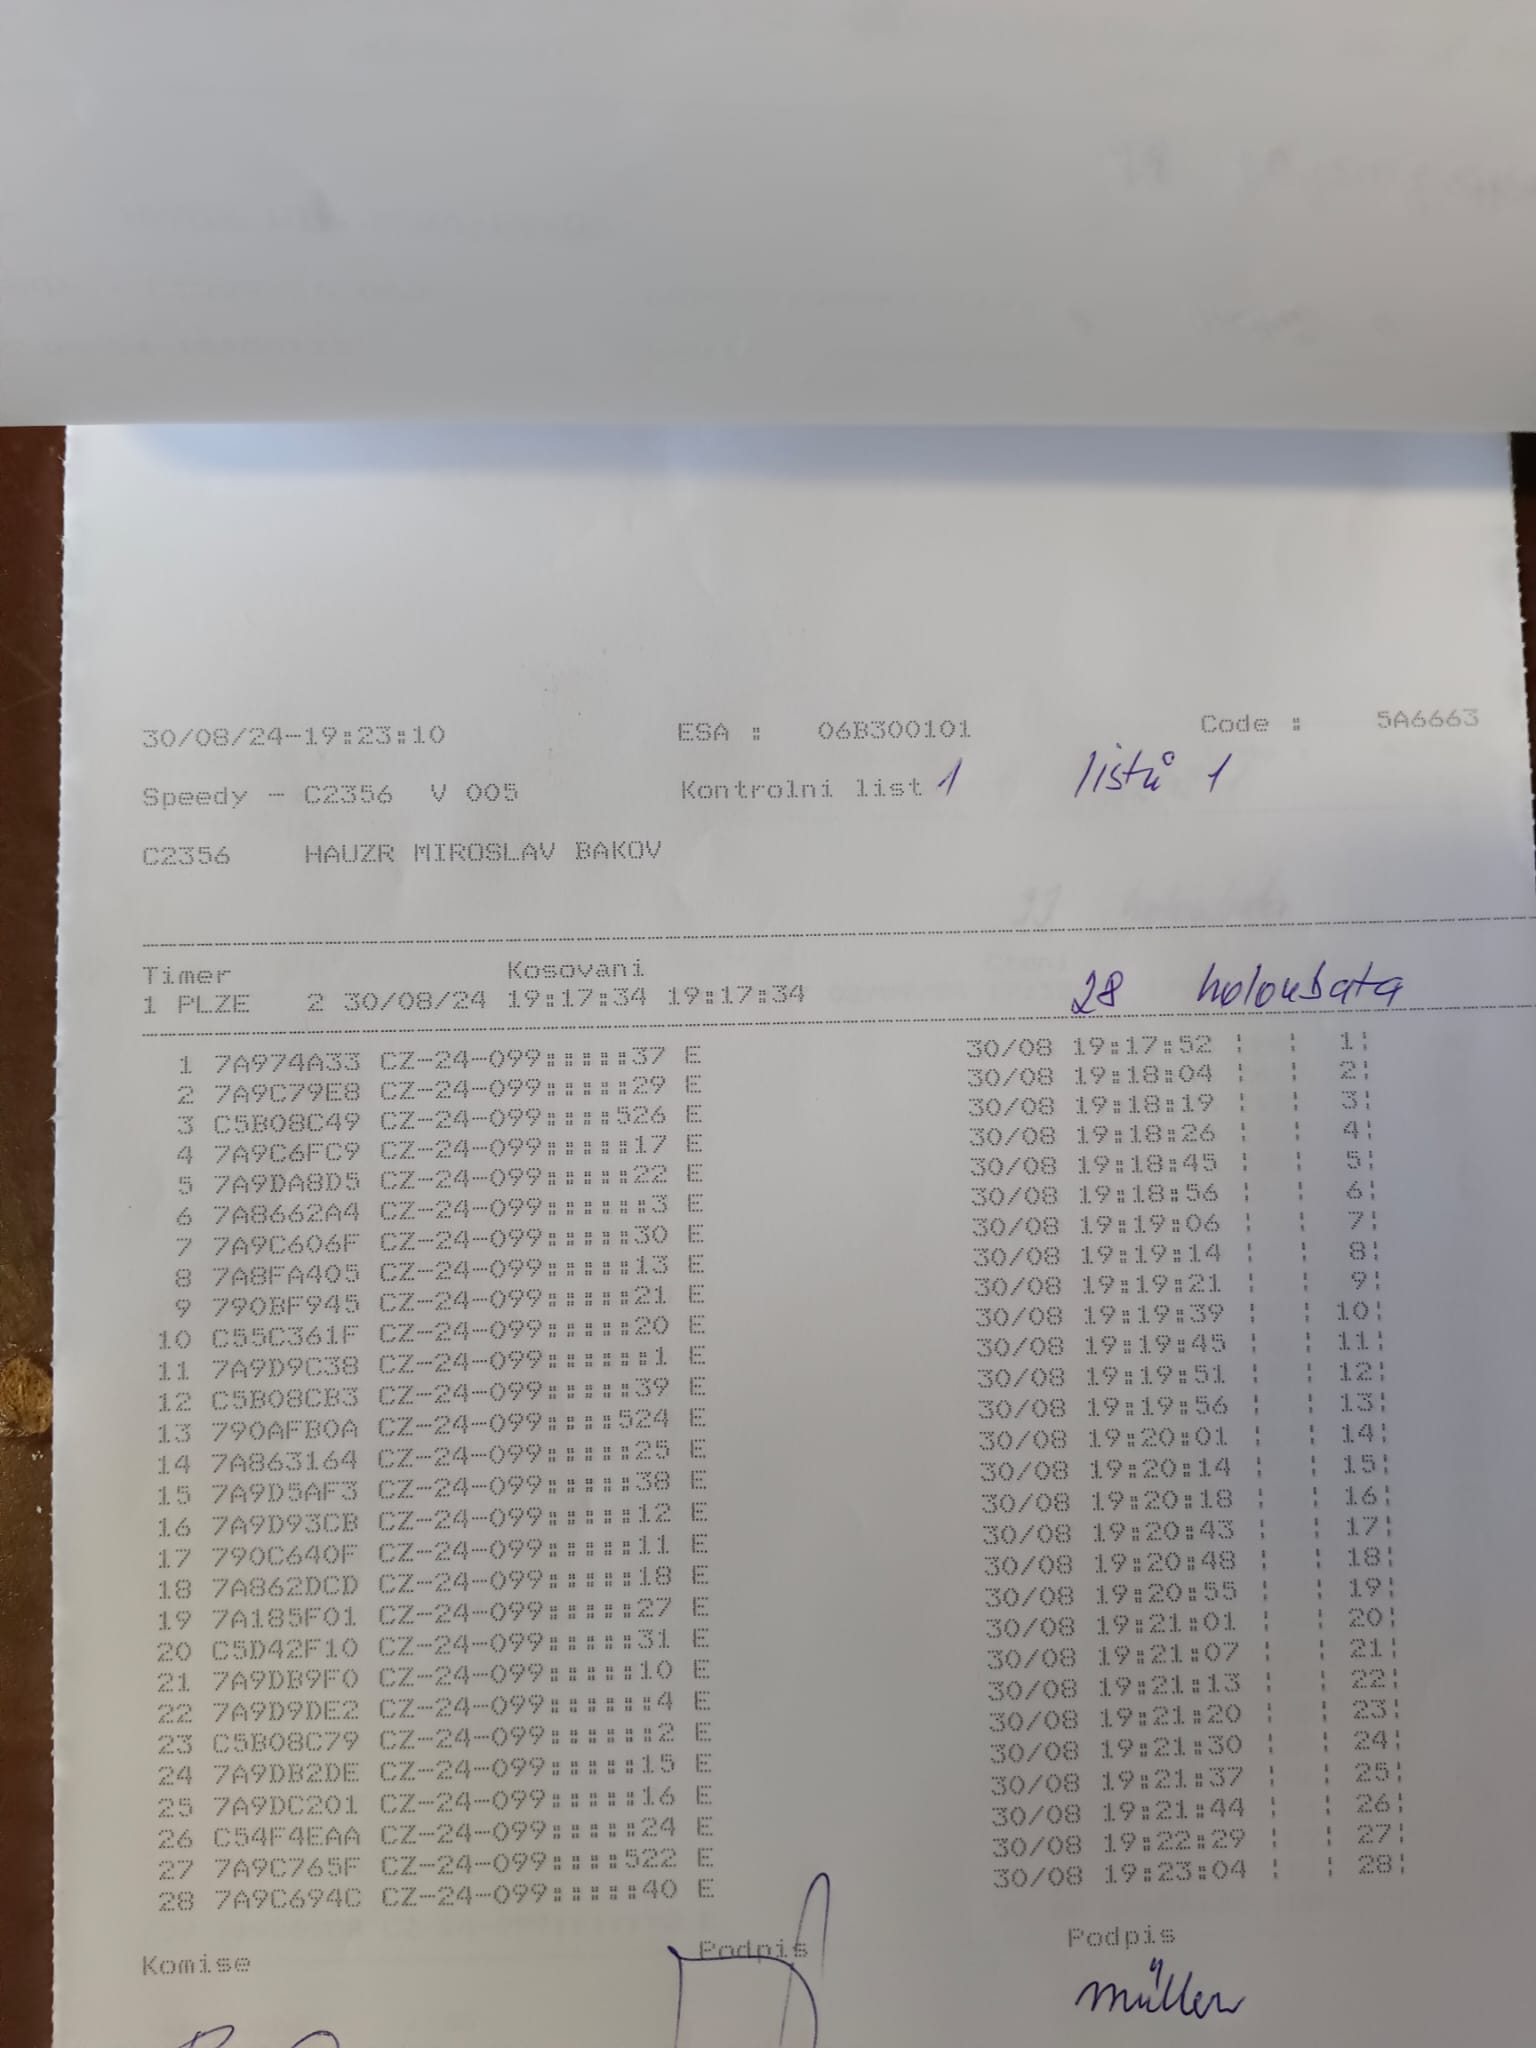 30/08/24-19:23:10 ESA : 06B300101 Code : 5A6663
Speedy - C2356 V 005 Kontrolni list 1 listů 1
C2356 HAUZR MIROSLAV BAKOV
Timer Kosovani
1 PLZE 2 30/08/24 19:17:34 19:17:34 28 holoubata
1 7A974A33 CZ-24-099:::::37 E 30/08 19:17:52 ¦ ¦ 1¦
2 7A9C79E8 CZ-24-099:::::29 E 30/08 19:18:04 ¦ ¦ 2¦
3 C5B08C49 CZ-24-099::::526 E 30/08 19:18:19 ¦ ¦ 3¦
4 7A9C6FC9 CZ-24-099:::::17 E 30/08 19:18:26 ¦ ¦ 4¦
5 7A9DA8D5 CZ-24-099:::::22 E 30/08 19:18:45 ¦ ¦ 5¦
6 7A8662A4 CZ-24-099::::::3 E 30/08 19:18:56 ¦ ¦ 6¦
7 7A9C606F CZ-24-099:::::30 E 30/08 19:19:06 ¦ ¦ 7¦
8 7A8FA405 CZ-24-099:::::13 E 30/08 19:19:14 ¦ ¦ 8¦
9 790BF945 CZ-24-099:::::21 E 30/08 19:19:21 ¦ ¦ 9¦
10 C55C361F CZ-24-099:::::20 E 30/08 19:19:39 ¦ ¦ 10¦
11 7A9D9C38 CZ-24-099::::::1 E 30/08 19:19:45 ¦ ¦ 11¦
12 C5B08CB3 CZ-24-099:::::39 E 30/08 19:19:51 ¦ ¦ 12¦
13 790AFB0A CZ-24-099::::524 E 30/08 19:19:56 ¦ ¦ 13¦
14 7A863164 CZ-24-099:::::25 E 30/08 19:20:01 ¦ ¦ 14¦
15 7A9D5AF3 CZ-24-099:::::38 E 30/08 19:20:14 ¦ ¦ 15¦
16 7A9D93CB CZ-24-099:::::12 E 30/08 19:20:18 ¦ ¦ 16¦
17 790C640F CZ-24-099:::::11 E 30/08 19:20:43 ¦ ¦ 17¦
18 7A862DCD CZ-24-099:::::18 E 30/08 19:20:48 ¦ ¦ 18¦
19 7A185F01 CZ-24-099:::::27 E 30/08 19:20:55 ¦ ¦ 19¦
20 C5D42F10 CZ-24-099:::::31 E 30/08 19:21:01 ¦ ¦ 20¦
21 7A9DB9F0 CZ-24-099:::::10 E 30/08 19:21:07 ¦ ¦ 21¦
22 7A9D9DE2 CZ-24-099::::::4 E 30/08 19:21:13 ¦ ¦ 22¦
23 C5B08C79 CZ-24-099::::::2 E 30/08 19:21:20 ¦ ¦ 23¦
24 7A9DB2DE CZ-24-099:::::15 E 30/08 19:21:30 ¦ ¦ 24¦
25 7A9DC201 CZ-24-099:::::16 E 30/08 19:21:37 ¦ ¦ 25¦
26 C54F4EAA CZ-24-099:::::24 E 30/08 19:21:44 ¦ ¦ 26¦
27 7A9C765F CZ-24-099::::522 E 30/08 19:22:29 ¦ ¦ 27¦
28 7A9C694C CZ-24-099:::::40 E 30/08 19:23:04 ¦ ¦ 28¦
Komise Podpis Podpis
Müller